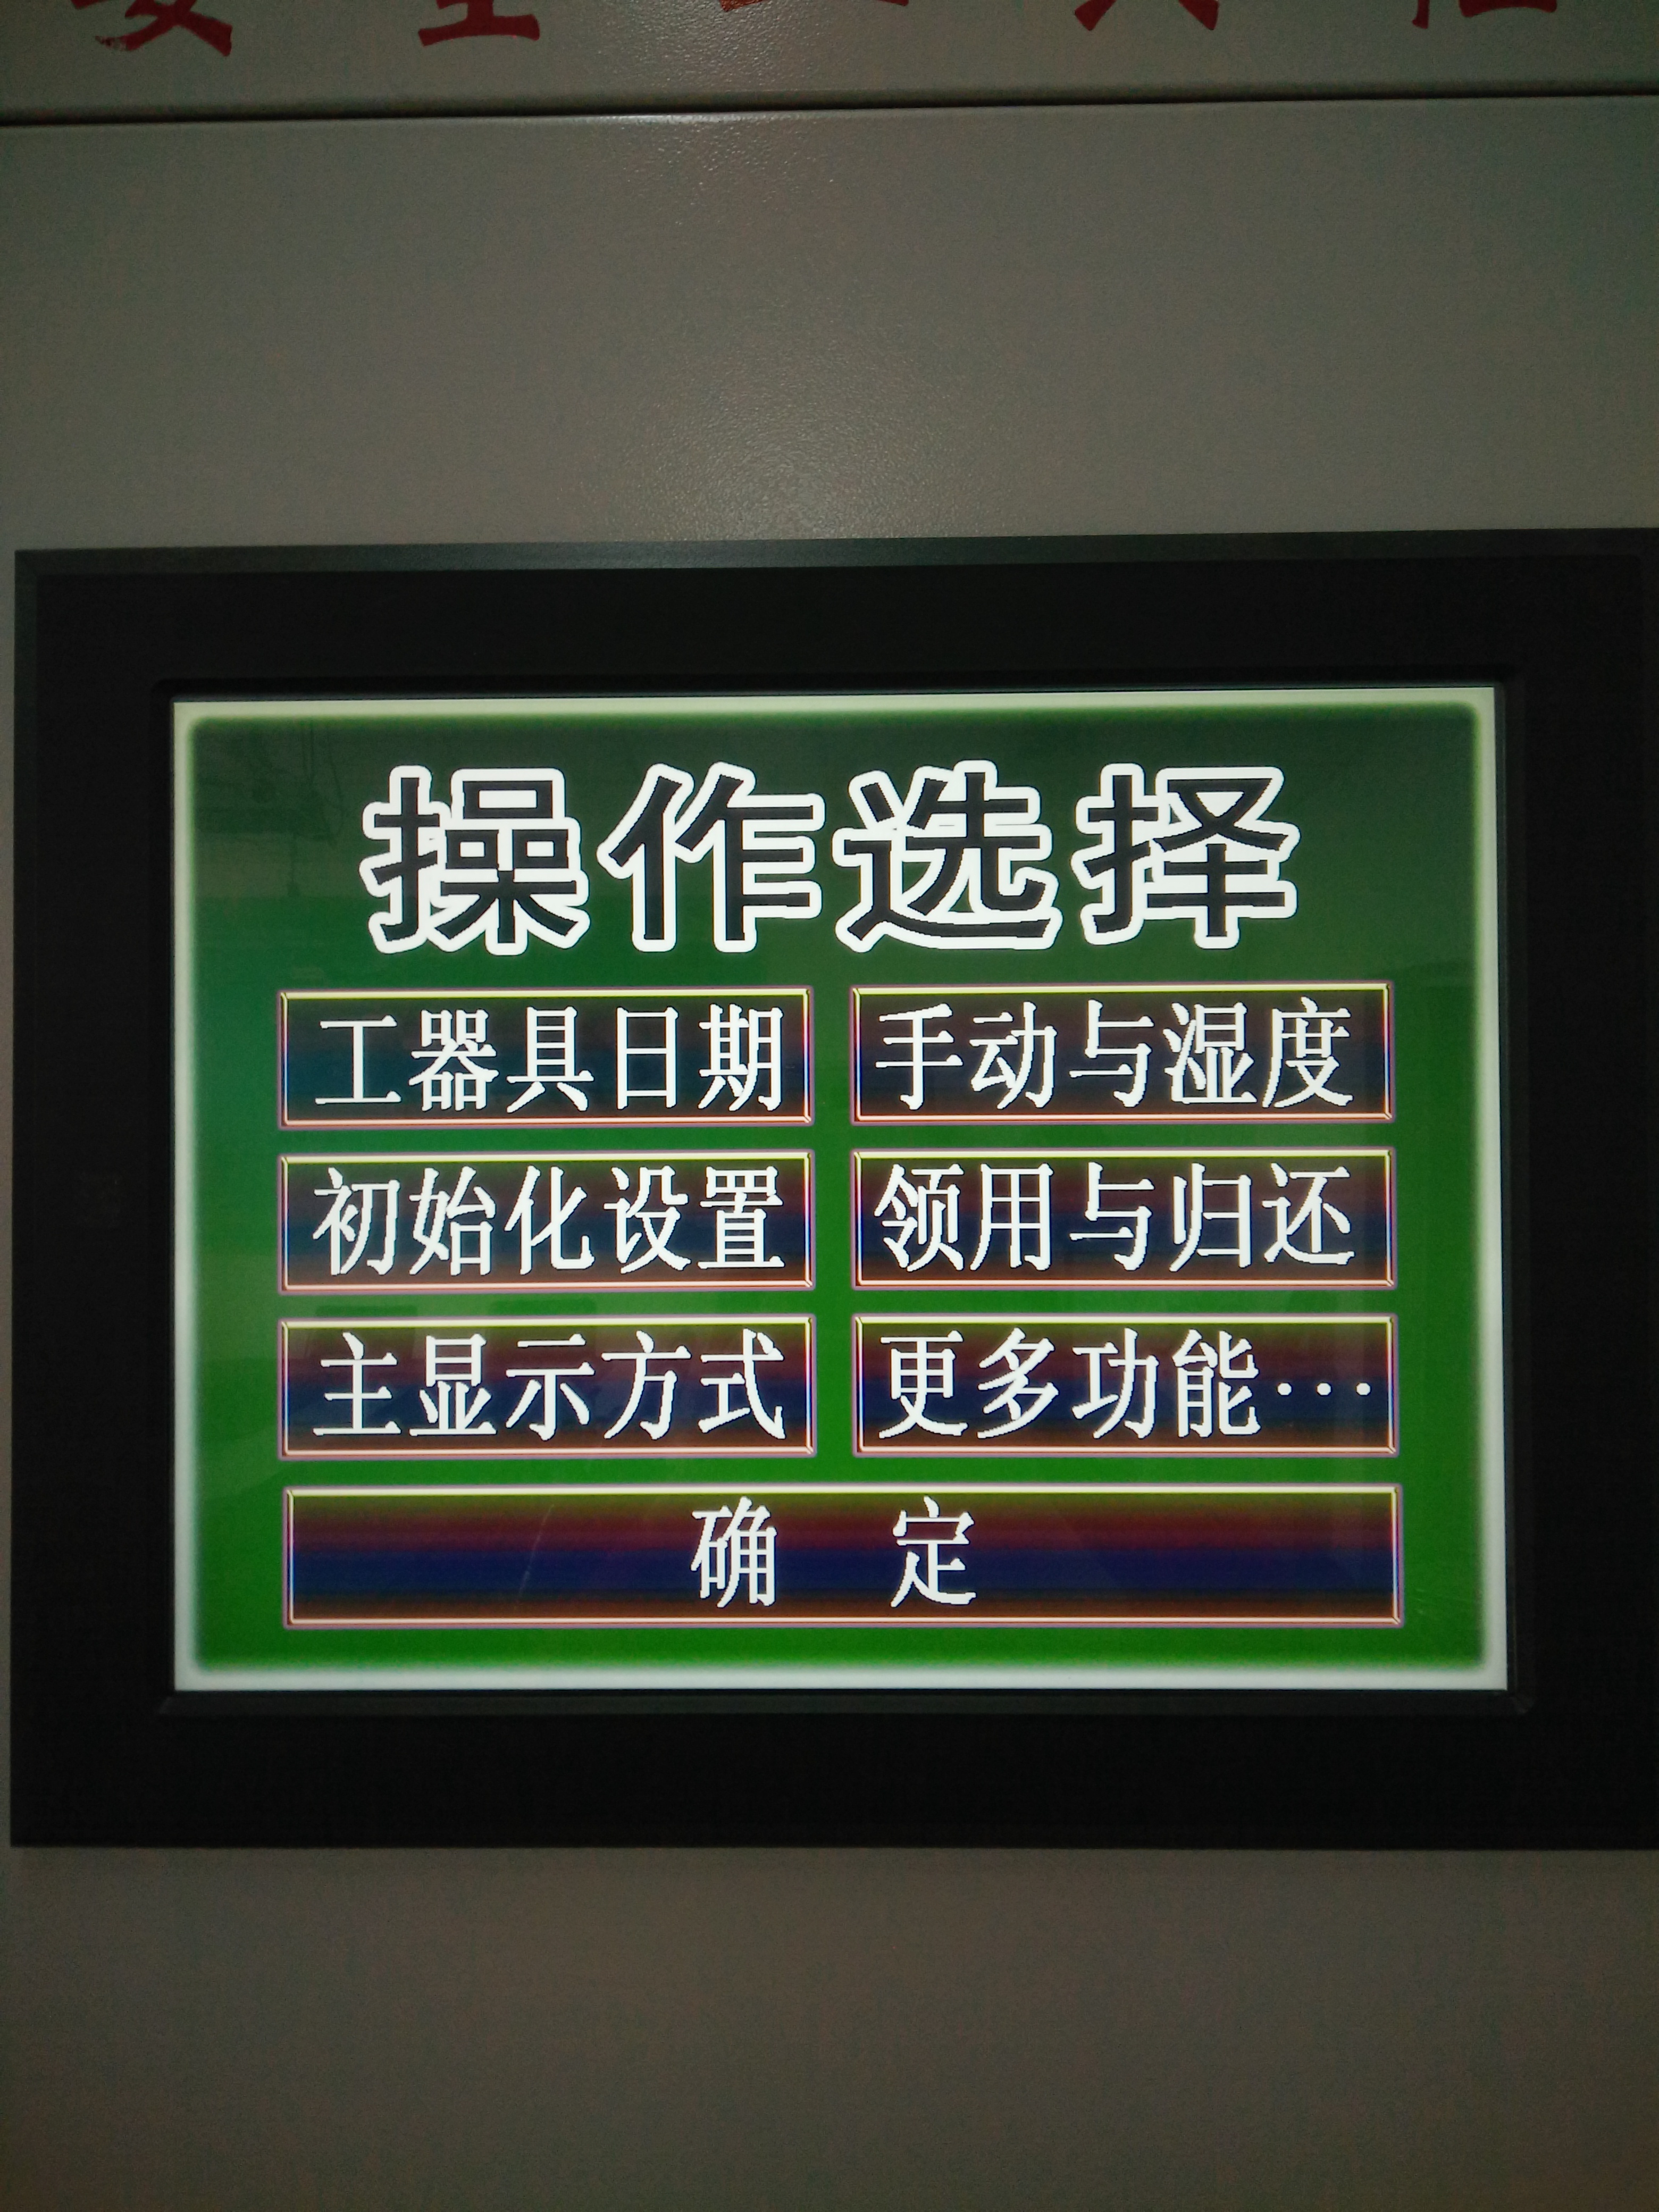 操作选择
工器具日期 手动与湿度
初始化设置 领用与归还
主显示方式 更多功能…
确 定